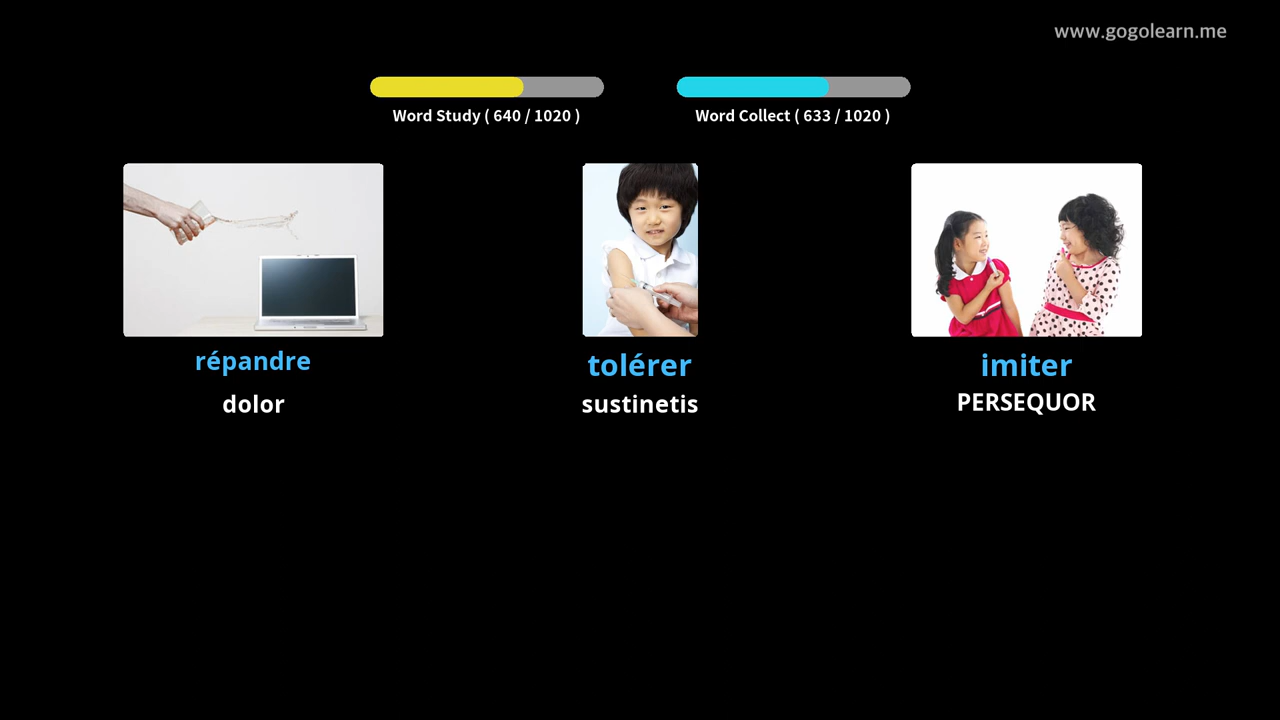 www.gogolearn.me
Word Study ( 640 / 1020 )
Word Collect ( 633 / 1020 )
répandre
tolérer
imiter
dolor
sustinetis
PERSEQUOR